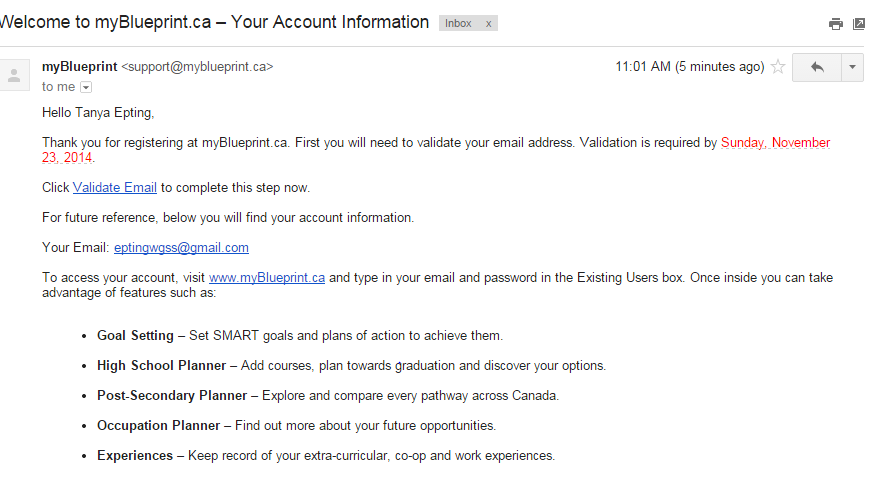 Welcome to myBlueprint.ca – Your Account Information Inbox x
myBlueprint <support@myblueprint.ca> 11:01 AM (5 minutes ago)
to me
Hello Tanya Epting,
Thank you for registering at myBlueprint.ca. First you will need to validate your email address. Validation is required by Sunday, November
23, 2014.
Click Validate Email to complete this step now.
For future reference, below you will find your account information.
Your Email: eptingwgss@gmail.com
To access your account, visit www.myBlueprint.ca and type in your email and password in the Existing Users box. Once inside you can take
advantage of features such as:
• Goal Setting – Set SMART goals and plans of action to achieve them.
• High School Planner – Add courses, plan towards graduation and discover your options.
• Post-Secondary Planner – Explore and compare every pathway across Canada.
• Occupation Planner – Find out more about your future opportunities.
• Experiences – Keep record of your extra-curricular, co-op and work experiences.